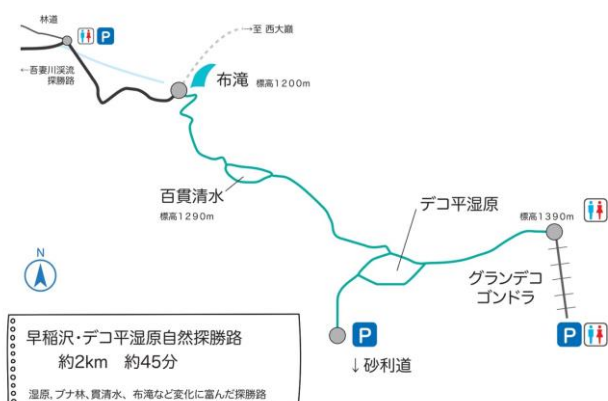 林道
P
→至 西大巓
←吾妻川渓流
探勝路
布滝 標高1200m
百貫清水
標高1290m
デコ平湿原
標高1390m
N
グランデコ
ゴンドラ
P
P
↓砂利道
早稲沢・デコ平湿原自然探勝路
約2km 約45分
湿原,ブナ林、貫清水、布滝など変化に富んだ探勝路